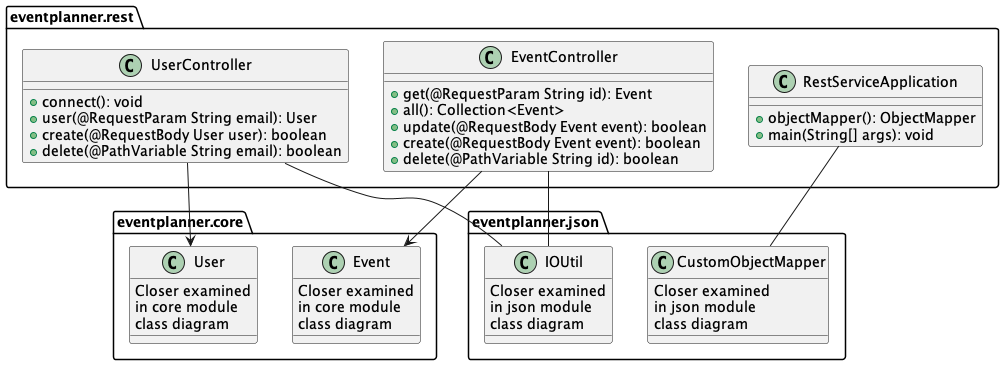 eventplanner.rest
C UserController
connect(): void
user(@RequestParam String email): User
create(@RequestBody User user): boolean
delete(@PathVariable String email): boolean
C EventController
get(@RequestParam String id): Event
all(): Collection<Event>
update(@RequestBody Event event): boolean
create(@RequestBody Event event): boolean
delete(@PathVariable String id): boolean
C RestServiceApplication
objectMapper(): ObjectMapper
main(String[] args): void
eventplanner.core
C User
Closer examined
in core module
class diagram
C Event
Closer examined
in core module
class diagram
eventplanner.json
C IOUtil
Closer examined
in json module
class diagram
C CustomObjectMapper
Closer examined
in json module
class diagram